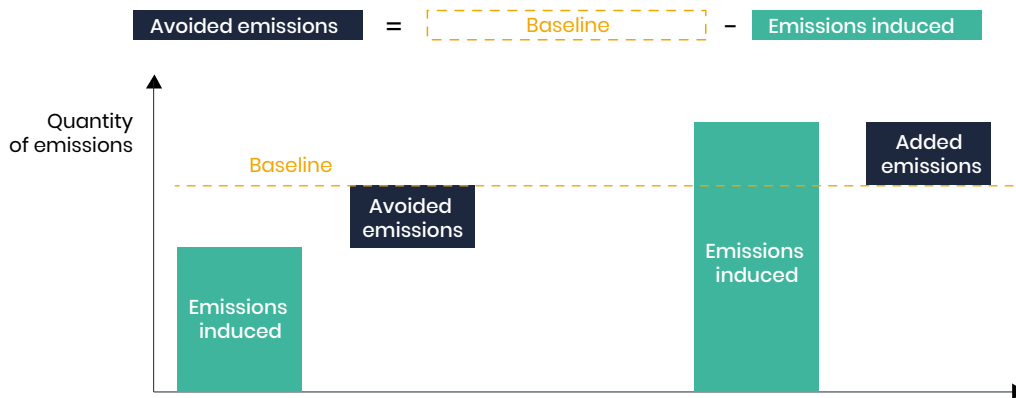 Avoided emissions = Baseline - Emissions induced
Quantity
of emissions
Baseline
Avoided
emissions
Emissions
induced
Emissions
induced
Added
emissions